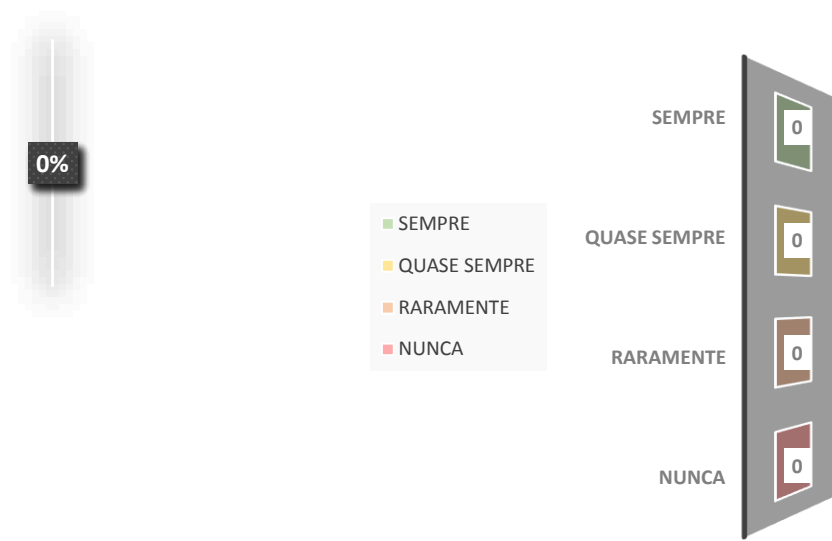 0%
SEMPRE
QUASE SEMPRE
RARAMENTE
NUNCA
SEMPRE
0
QUASE SEMPRE
0
RARAMENTE
0
NUNCA
0